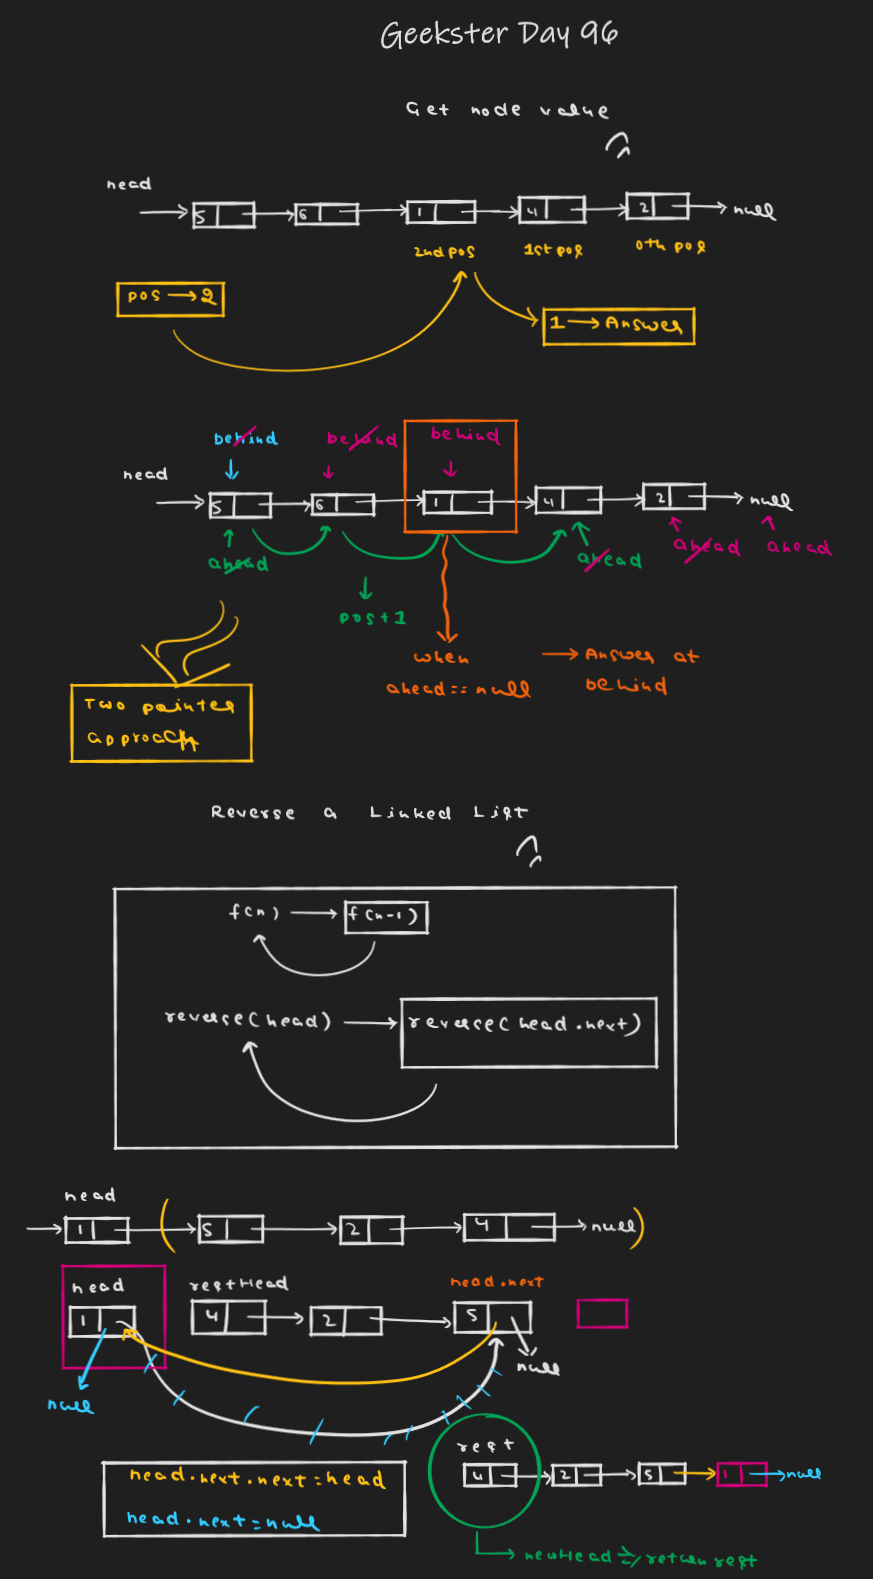 Geekster Day 96
Get node value
head
5 6 1 4 2 null
2nd pos 1st pos 0th pos
pos → 2
1 → Answer
behind behind behind
head
5 6 1 4 2 null
ahead ahead ahead ahead
pos + 1
when → Answer at
ahead == null behind
Two pointer
approach
Reverse a Linked List
f(n) → f(n-1)
reverse(head) → reverse(head.next)
head
1 ( 5 2 4 null )
head restHead head.next
1 4 2 5
null
null
rest
4 2 5 1 null
head.next.next = head
head.next = null
newHead => return rest